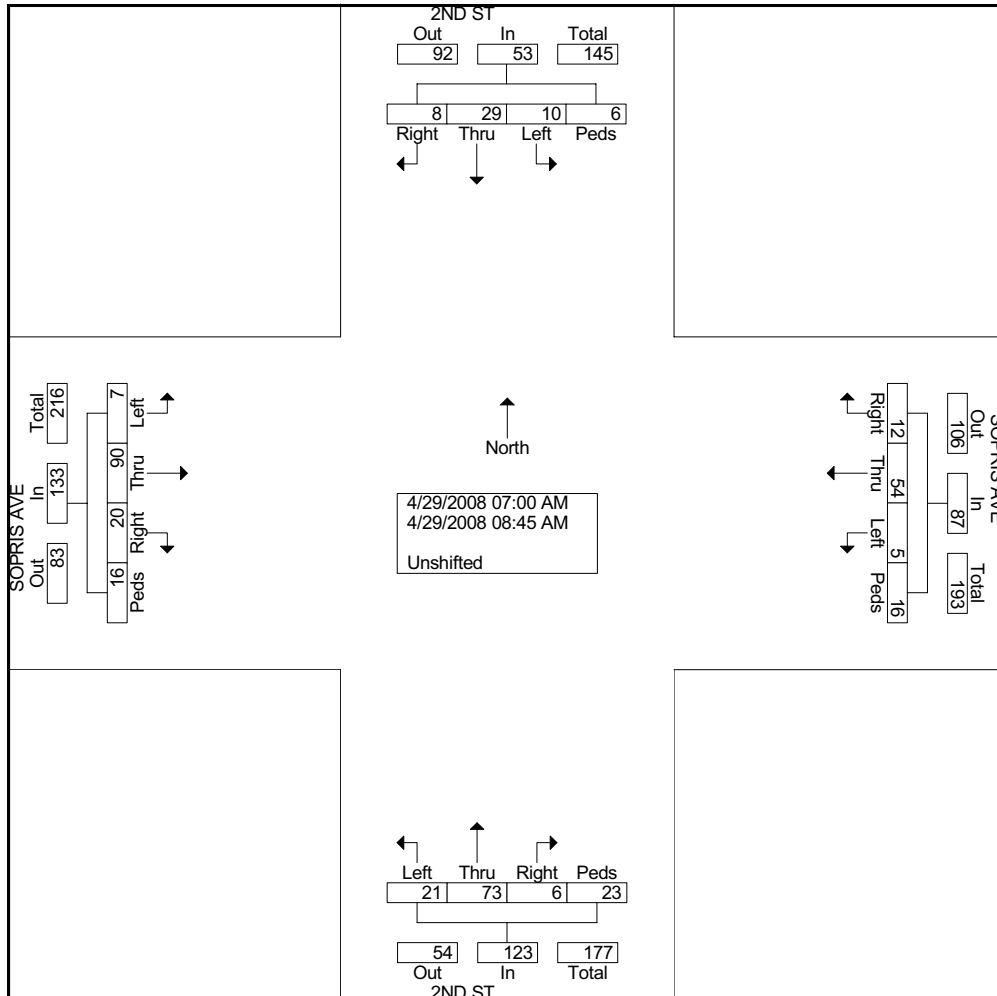 2ND ST
Out In Total
92 53 145
8 29 10 6
Right Thru Left Peds
SOPRIS AVE
Total In Out
216 133 83
7 90 20 16
Left Thru Right Peds
North
4/29/2008 07:00 AM
4/29/2008 08:45 AM
Unshifted
Right Thru Left Peds
12 54 5 16
106 87 193
Out In Total
SOPRIS AVE
Left Thru Right Peds
21 73 6 23
54 123 177
Out In Total
2ND ST